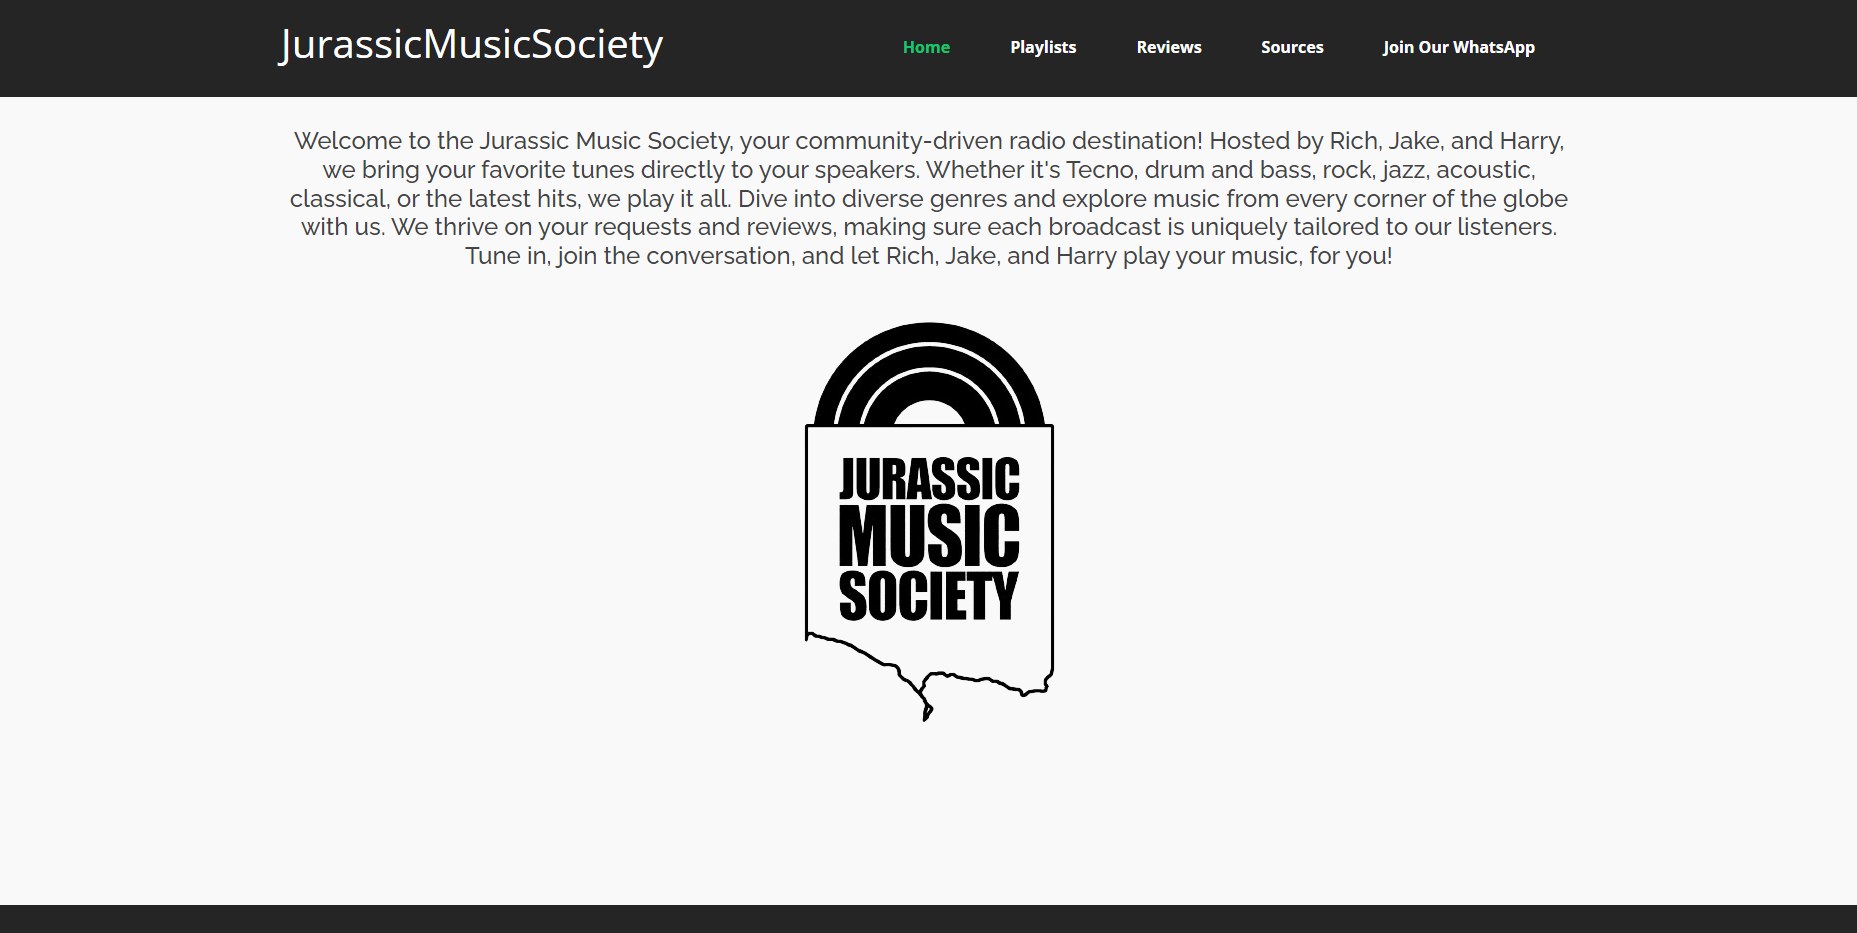 JurassicMusicSociety
Home Playlists Reviews Sources Join Our WhatsApp
Welcome to the Jurassic Music Society, your community-driven radio destination! Hosted by Rich, Jake, and Harry,
we bring your favorite tunes directly to your speakers. Whether it's Tecno, drum and bass, rock, jazz, acoustic,
classical, or the latest hits, we play it all. Dive into diverse genres and explore music from every corner of the globe
with us. We thrive on your requests and reviews, making sure each broadcast is uniquely tailored to our listeners.
Tune in, join the conversation, and let Rich, Jake, and Harry play your music, for you!
JURASSIC
MUSIC
SOCIETY